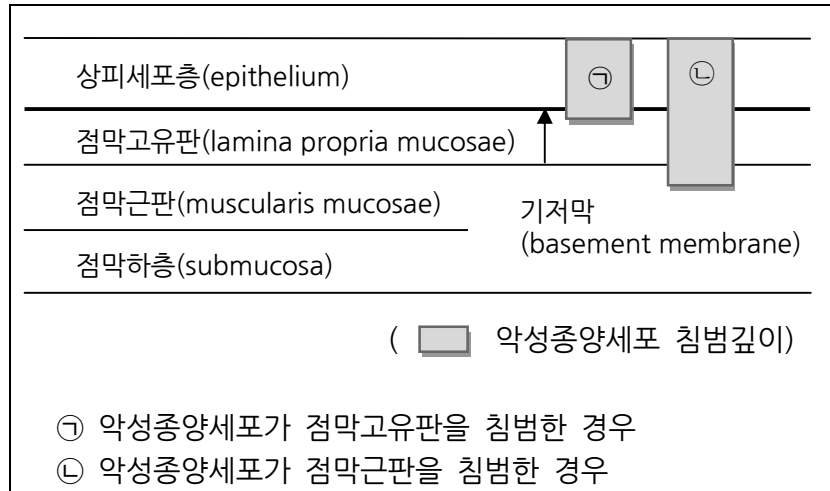 상피세포층(epithelium)
㉠
㉡
점막고유판(lamina propria mucosae)
점막근판(muscularis mucosae)
기저막
(basement membrane)
점막하층(submucosa)
( 악성종양세포 침범깊이)
㉠ 악성종양세포가 점막고유판을 침범한 경우
㉡ 악성종양세포가 점막근판을 침범한 경우